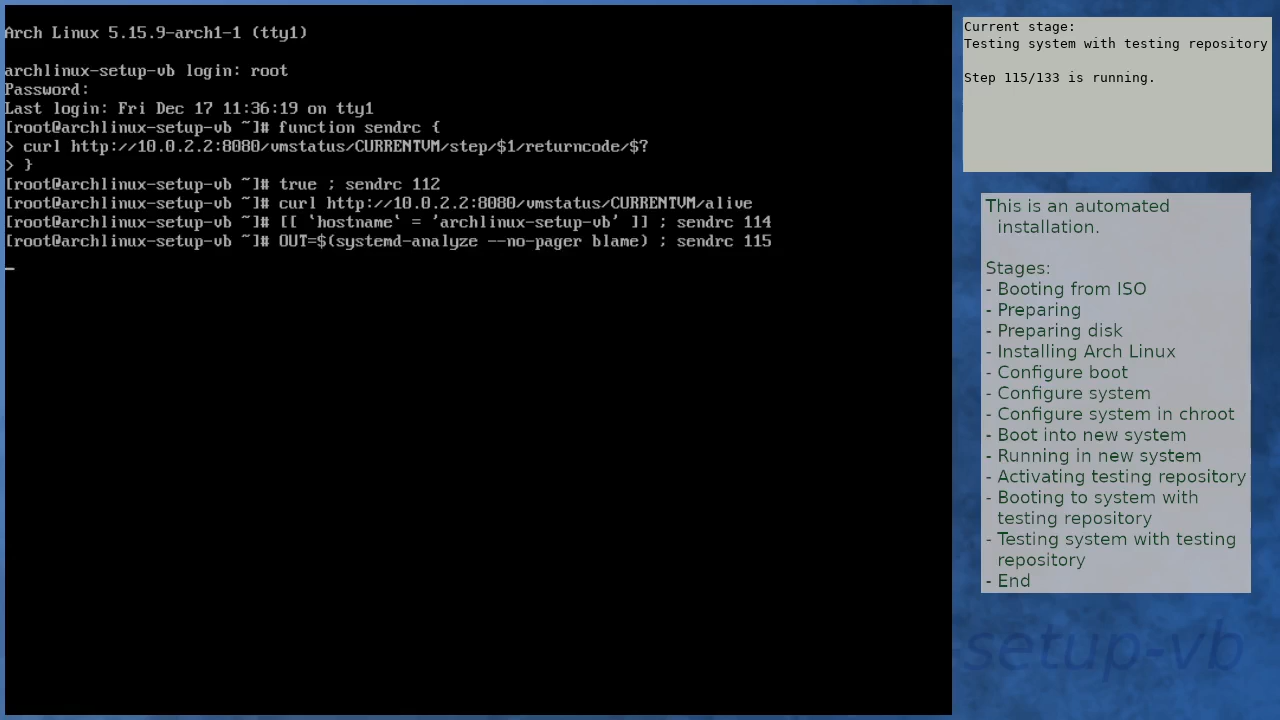 Arch Linux 5.15.9-arch1-1 (tty1)
archlinux-setup-vb login: root
Password:
Last login: Fri Dec 17 11:36:19 on tty1
[root@archlinux-setup-vb ~]# function sendrc {
> curl http://10.0.2.2:8080/vmstatus/CURRENTVM/step/$1/returncode/$?
> }
[root@archlinux-setup-vb ~]# true ; sendrc 112
[root@archlinux-setup-vb ~]# curl http://10.0.2.2:8080/vmstatus/CURRENTVM/alive
[root@archlinux-setup-vb ~]# [[ `hostname` = 'archlinux-setup-vb' ]] ; sendrc 114
[root@archlinux-setup-vb ~]# OUT=$(systemd-analyze --no-pager blame) ; sendrc 115
Current stage:
Testing system with testing repository
Step 115/133 is running.
This is an automated
installation.
Stages:
- Booting from ISO
- Preparing
- Preparing disk
- Installing Arch Linux
- Configure boot
- Configure system
- Configure system in chroot
- Boot into new system
- Running in new system
- Activating testing repository
- Booting to system with
testing repository
- Testing system with testing
repository
- End
-setup-vb